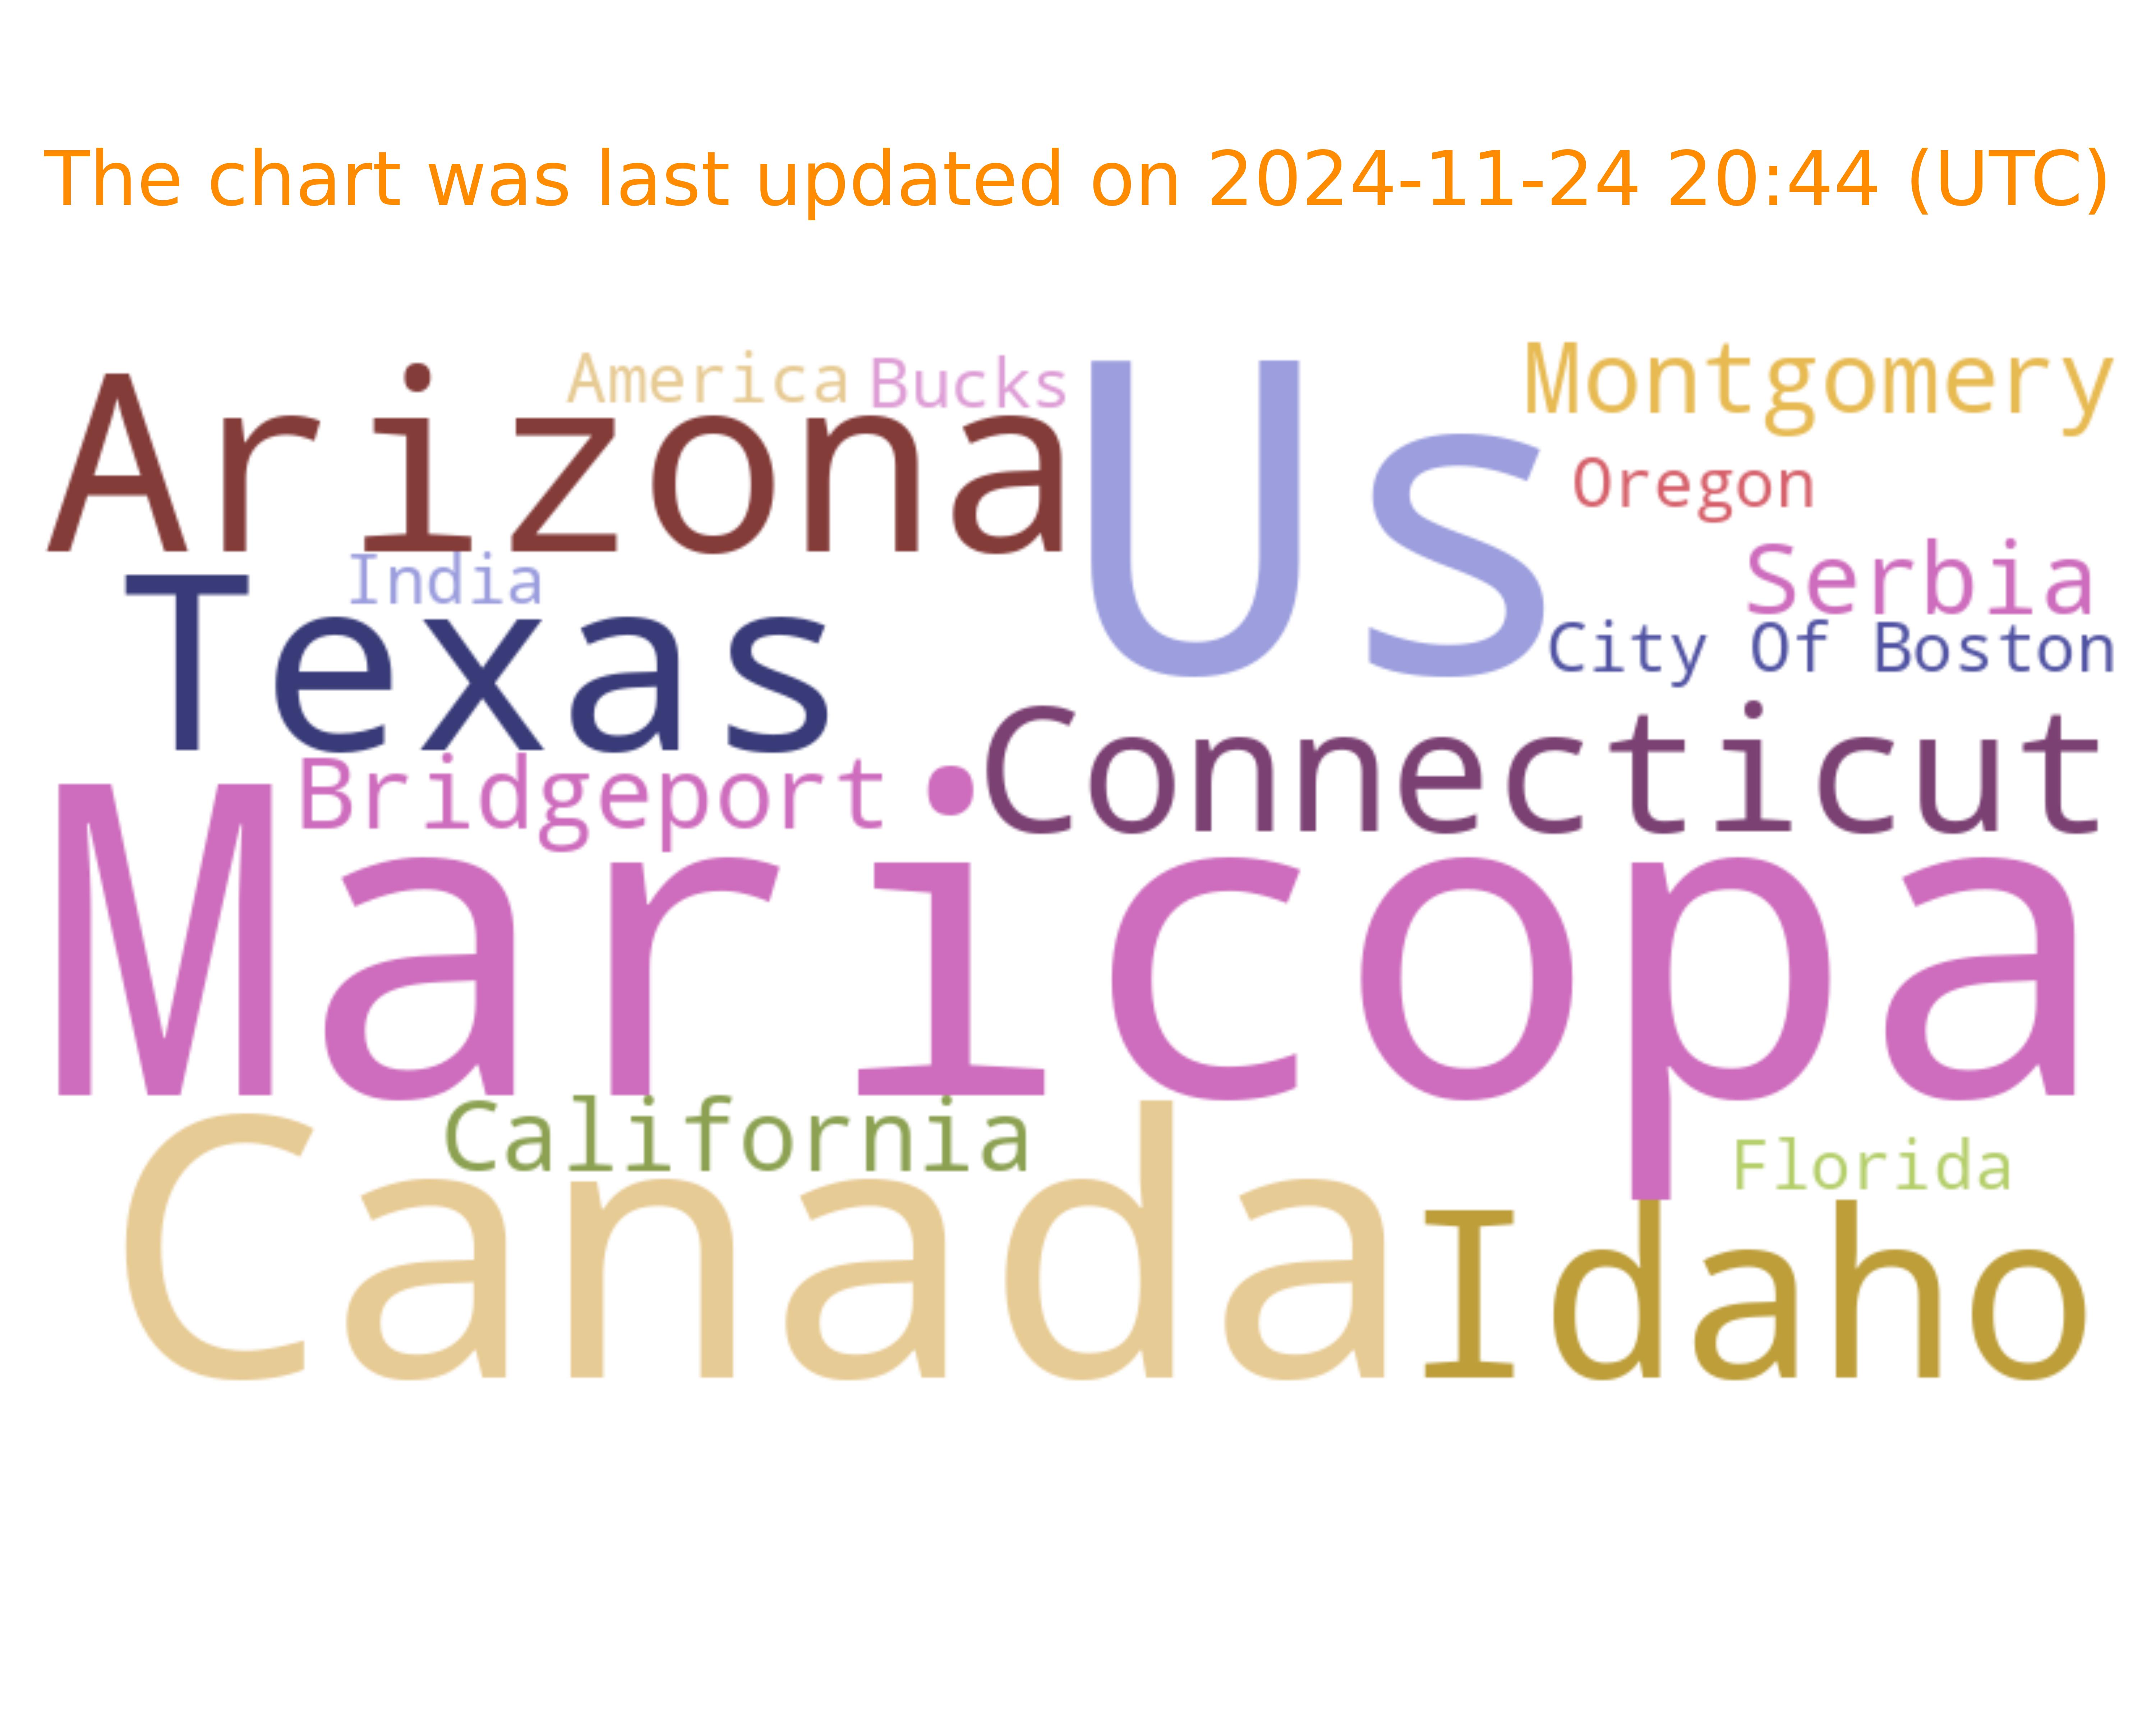 The chart was last updated on 2024-11-24 20:44 (UTC)
America Bucks Us Montgomery
Arizona
Oregon
India
Serbia
Texas
City Of Boston
Bridgeport
Connecticut
Maricopa
California
Florida
Canada
Idaho